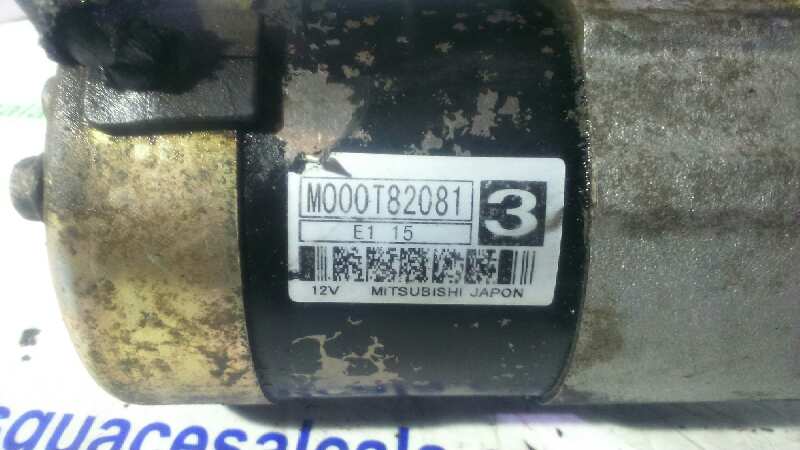 M000T82081
3
E1 15
12V MITSUBISHI JAPON